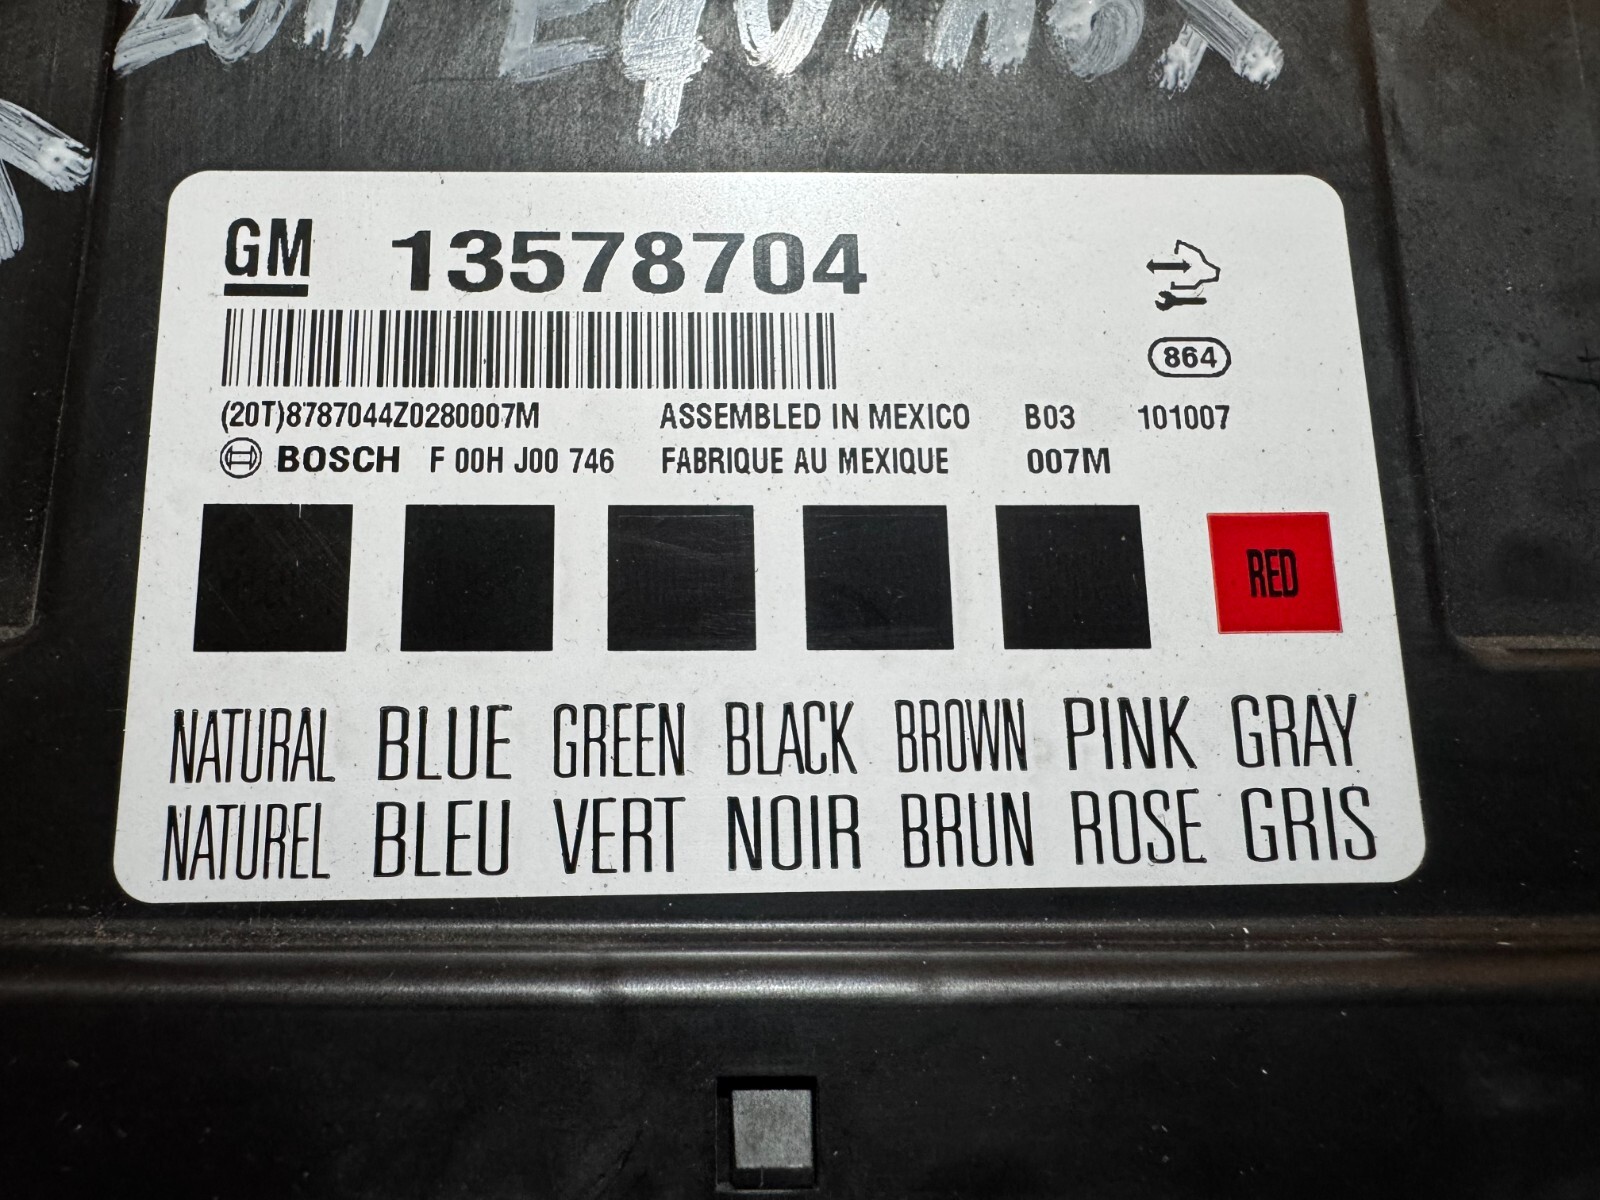 GM 13578704
864
(20T)8787044Z0280007M ASSEMBLED IN MEXICO B03 101007
BOSCH F 00H J00 746 FABRIQUE AU MEXIQUE 007M
RED
NATURAL BLUE GREEN BLACK BROWN PINK GRAY
NATUREL BLEU VERT NOIR BRUN ROSE GRIS